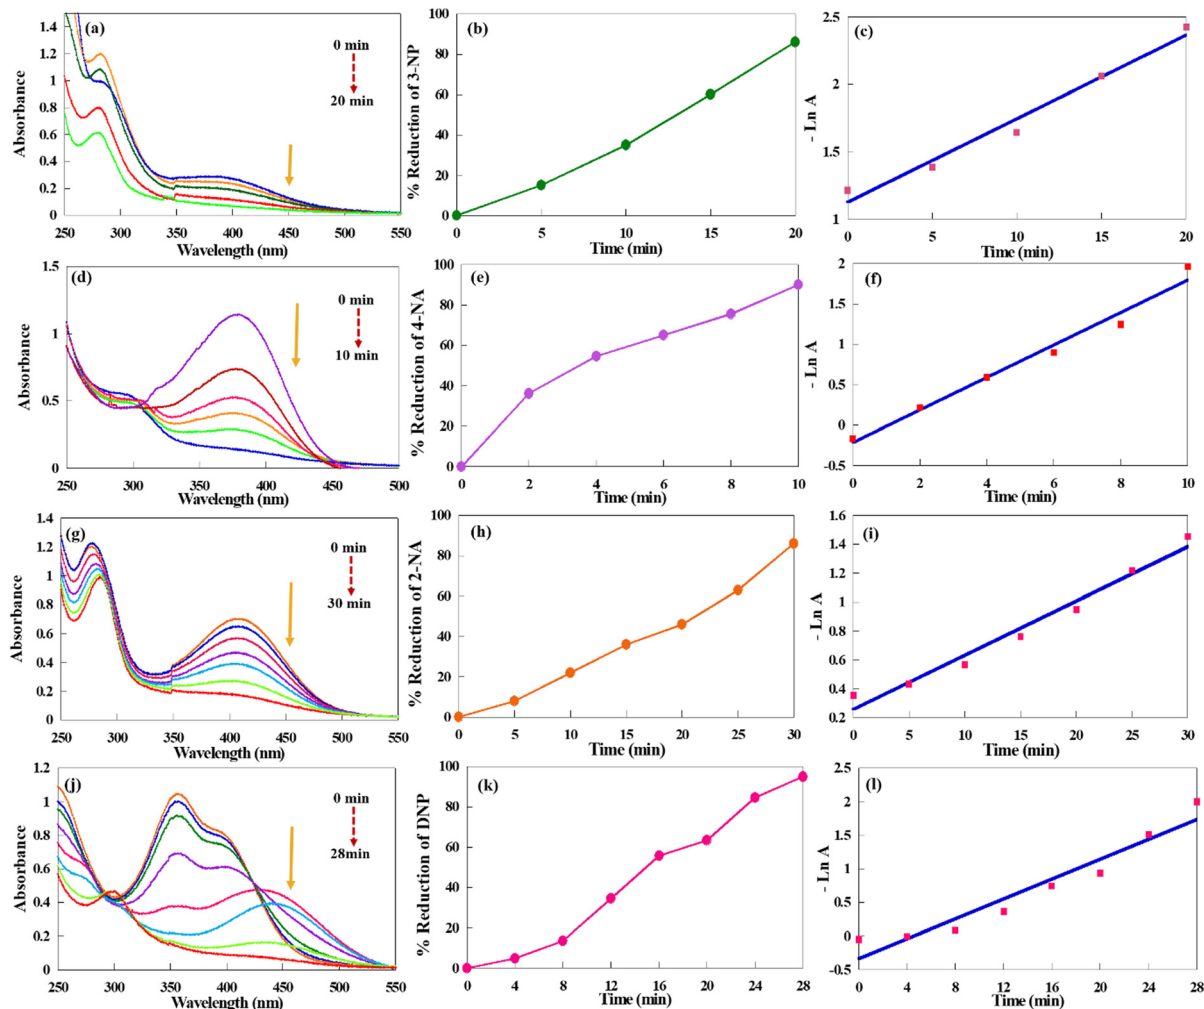 (a)
0 min
20 min
1.4
1.2
1
0.8
0.6
0.4
0.2
0
250 300 350 400 450 500 550
Absorbance
Wavelength (nm)
(b)
100
80
60
40
20
0
0 5 10 15 20
% Reduction of 3-NP
Time (min)
(c)
2.5
2
1.5
1
0 5 10 15 20
- Ln A
Time (min)
(d)
0 min
10 min
1.5
1
0.5
0
250 300 350 400 450 500
Absorbance
Wavelength (nm)
(e)
100
80
60
40
20
0
0 2 4 6 8 10
% Reduction of 4-NA
Time (min)
(f)
2
1.5
1
0.5
0
-0.5
0 2 4 6 8 10
- Ln A
Time (min)
(g)
0 min
30 min
1.4
1.2
1
0.8
0.6
0.4
0.2
0
250 300 350 400 450 500 550
Absorbance
Wavelength (nm)
(h)
100
80
60
40
20
0
0 5 10 15 20 25 30
% Reduction of 2-NA
Time (min)
(i)
1.6
1.4
1.2
1
0.8
0.6
0.4
0.2
0 5 10 15 20 25 30
- Ln A
Time (min)
(j)
0 min
28min
1.2
1
0.8
0.6
0.4
0.2
0
250 300 350 400 450 500 550
Absorbance
Wavelength (nm)
(k)
100
80
60
40
20
0
0 4 8 12 16 20 24 28
% Reduction of DNP
Time (min)
(l)
2.5
2
1.5
1
0.5
0
-0.5
0 4 8 12 16 20 24 28
- Ln A
Time (min)